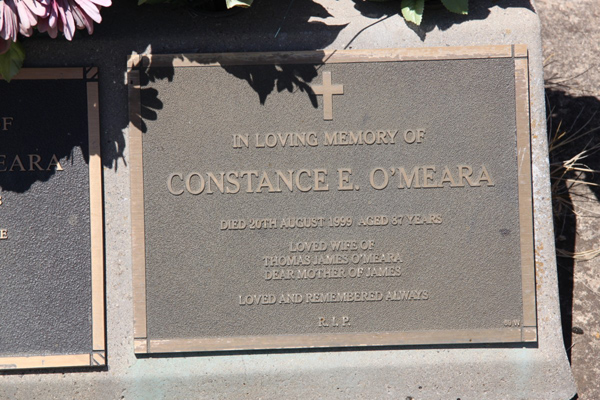 IN LOVING MEMORY OF
CONSTANCE E. O'MEARA
DIED 20TH AUGUST 1999 AGED 87 YEARS
LOVED WIFE OF
THOMAS JAMES O'MEARA
DEAR MOTHER OF JAMES
LOVED AND REMEMBERED ALWAYS
R. I. P.